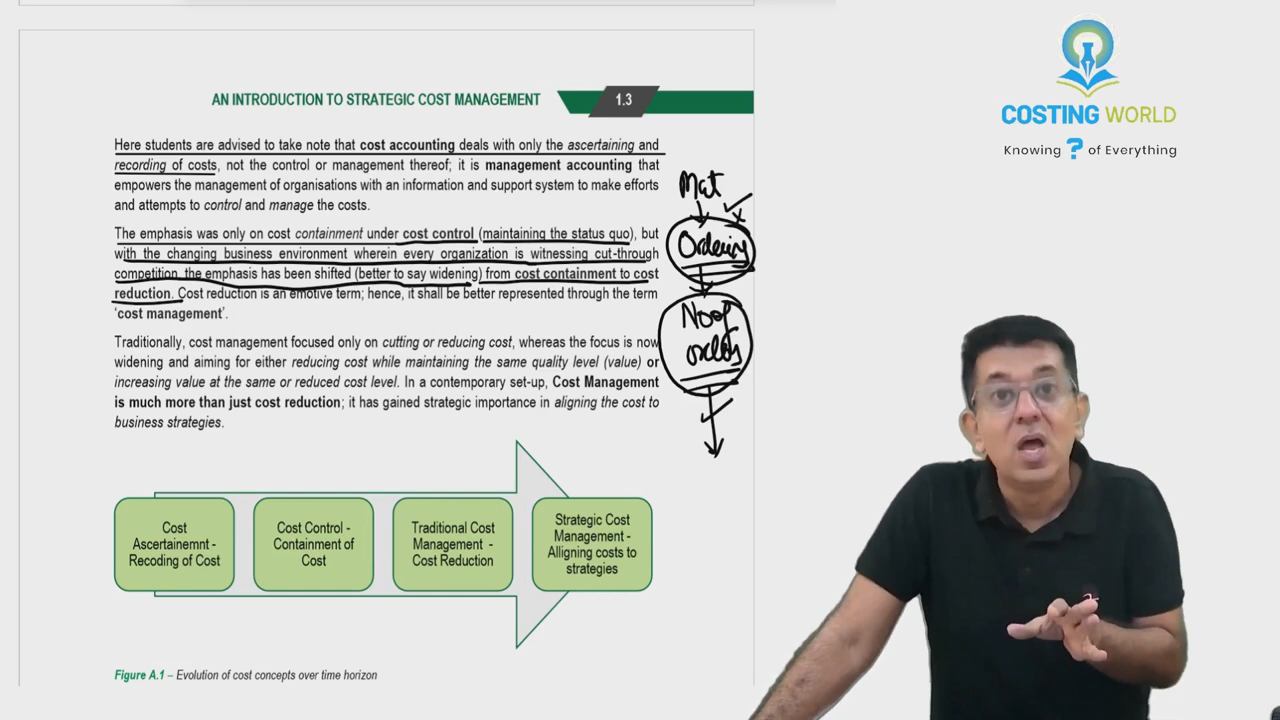 AN INTRODUCTION TO STRATEGIC COST MANAGEMENT
1.3
Here students are advised to take note that cost accounting deals with only the ascertaining and
recording of costs, not the control or management thereof; it is management accounting that
empowers the management of organisations with an information and support system to make efforts
and attempts to control and manage the costs.
The emphasis was only on cost containment under cost control (maintaining the status quo), but
with the changing business environment wherein every organization is witnessing cut-through
competition, the emphasis has been shifted (better to say widening) from cost containment to cost
reduction. Cost reduction is an emotive term; hence, it shall be better represented through the term
‘cost management’.
Traditionally, cost management focused only on cutting or reducing cost, whereas the focus is now
widening and aiming for either reducing cost while maintaining the same quality level (value) or
increasing value at the same or reduced cost level. In a contemporary set-up, Cost Management
is much more than just cost reduction; it has gained strategic importance in aligning the cost to
business strategies.
Mat
Ordering
No of
orders
Cost
Ascertainemnt -
Recoding of Cost
Cost Control -
Containment of
Cost
Traditional Cost
Management -
Cost Reduction
Strategic Cost
Management -
Alligning costs to
strategies
Figure A.1 – Evolution of cost concepts over time horizon
COSTING WORLD
Knowing ? of Everything